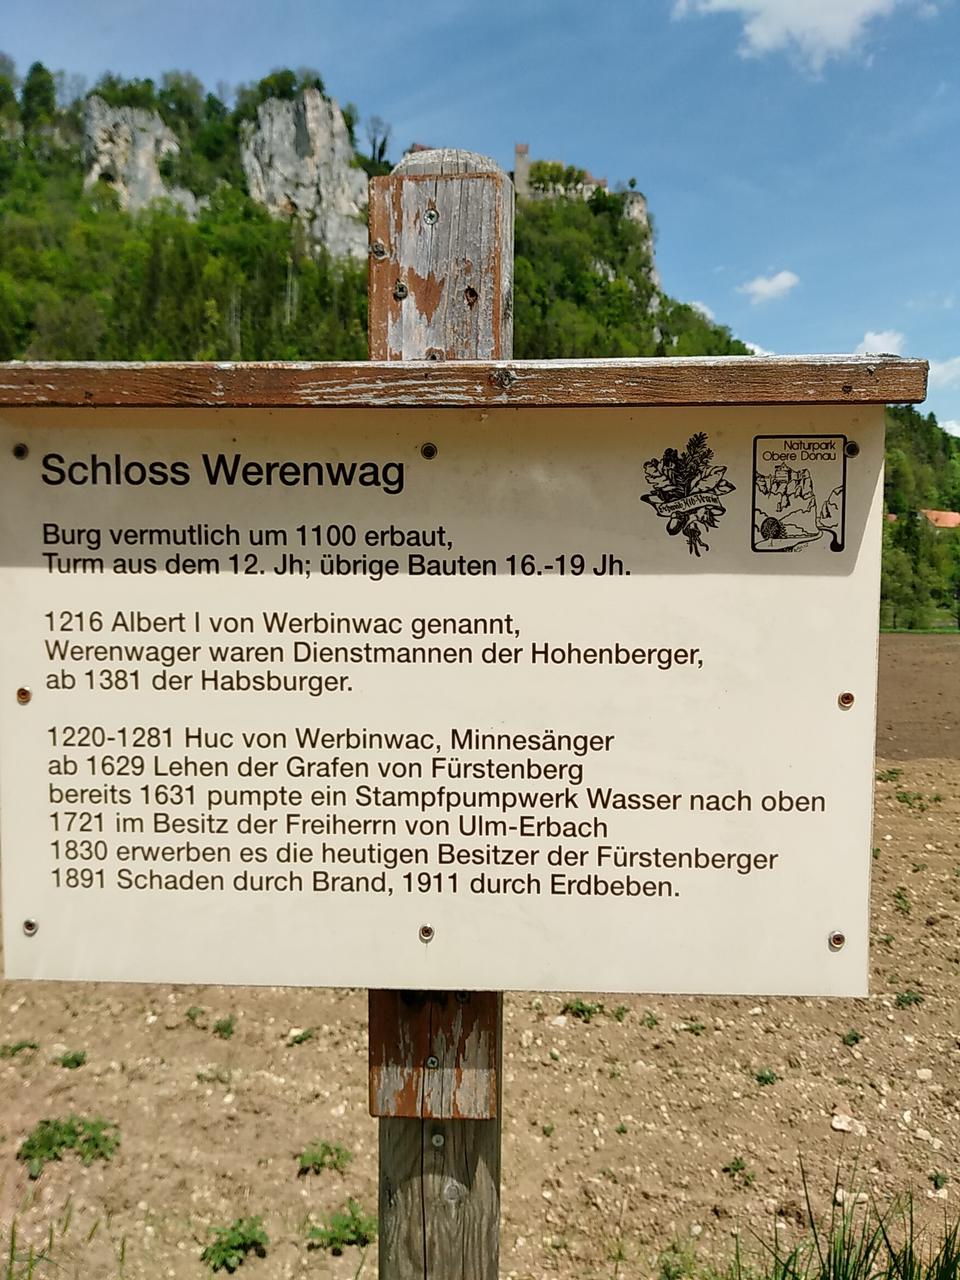 Schloss Werenwag
Naturpark
Obere Donau
Schwäb. Alb-Verein
Burg vermutlich um 1100 erbaut,
Turm aus dem 12. Jh; übrige Bauten 16.-19 Jh.
1216 Albert I von Werbinwac genannt,
Werenwager waren Dienstmannen der Hohenberger,
ab 1381 der Habsburger.
1220-1281 Huc von Werbinwac, Minnesänger
ab 1629 Lehen der Grafen von Fürstenberg
bereits 1631 pumpte ein Stampfpumpwerk Wasser nach oben
1721 im Besitz der Freiherrn von Ulm-Erbach
1830 erwerben es die heutigen Besitzer der Fürstenberger
1891 Schaden durch Brand, 1911 durch Erdbeben.